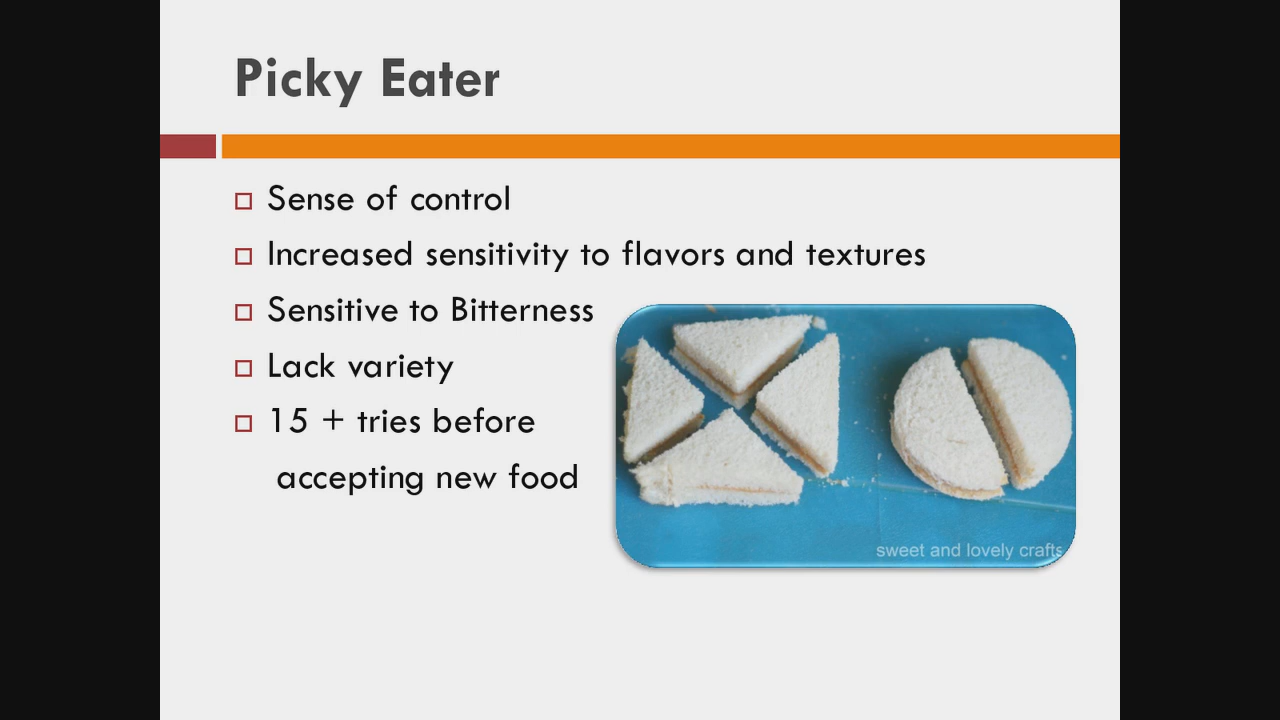 Picky Eater
Sense of control
Increased sensitivity to flavors and textures
Sensitive to Bitterness
Lack variety
15 + tries before
accepting new food
sweet and lovely crafts